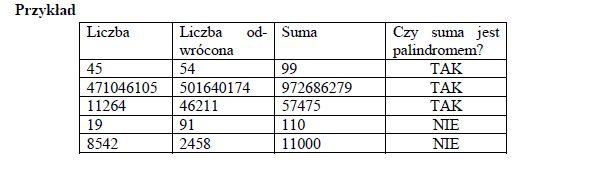 Przykład
Liczba Liczba od- Suma Czy suma jest
wrócona palindromem?
45 54 99 TAK
471046105 501640174 972686279 TAK
11264 46211 57475 TAK
19 91 110 NIE
8542 2458 11000 NIE